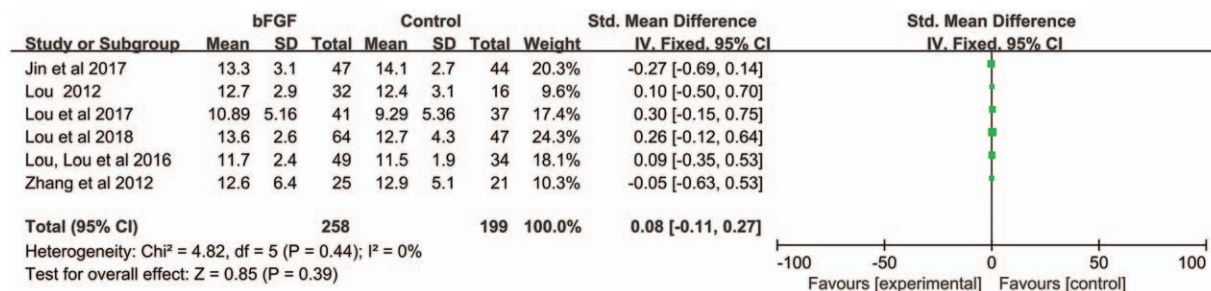 bFGF Control Std. Mean Difference Std. Mean Difference
Study or Subgroup Mean SD Total Mean SD Total Weight IV, Fixed, 95% CI IV, Fixed, 95% CI
Jin et al 2017 13.3 3.1 47 14.1 2.7 44 20.3% -0.27 [-0.69, 0.14]
Lou 2012 12.7 2.9 32 12.4 3.1 16 9.6% 0.10 [-0.50, 0.70]
Lou et al 2017 10.89 5.16 41 9.29 5.36 37 17.4% 0.30 [-0.15, 0.75]
Lou et al 2018 13.6 2.6 64 12.7 4.3 47 24.3% 0.26 [-0.12, 0.64]
Lou, Lou et al 2016 11.7 2.4 49 11.5 1.9 34 18.1% 0.09 [-0.35, 0.53]
Zhang et al 2012 12.6 6.4 25 12.9 5.1 21 10.3% -0.05 [-0.63, 0.53]
Total (95% CI) 258 199 100.0% 0.08 [-0.11, 0.27]
Heterogeneity: Chi² = 4.82, df = 5 (P = 0.44); I² = 0%
Test for overall effect: Z = 0.85 (P = 0.39)
-100 -50 0 50 100
Favours [experimental] Favours [control]